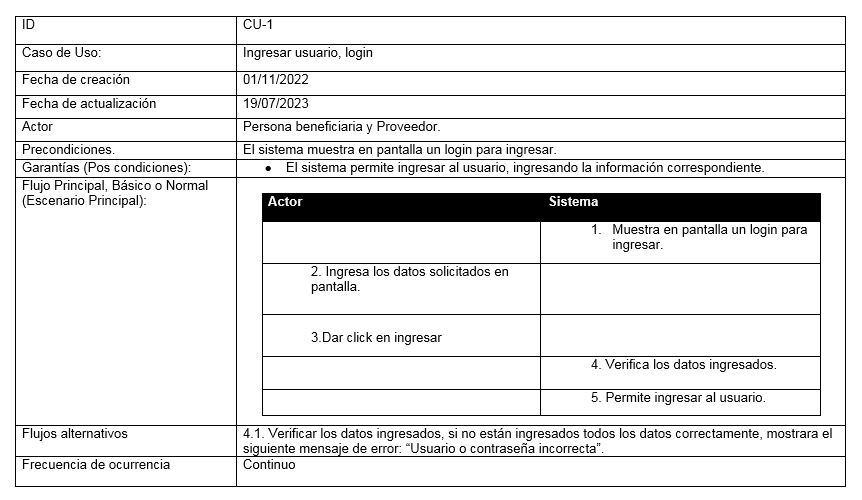 ID
CU-1
Caso de Uso:
Ingresar usuario, login
Fecha de creación
01/11/2022
Fecha de actualización
19/07/2023
Actor
Persona beneficiaria y Proveedor.
Precondiciones.
El sistema muestra en pantalla un login para ingresar.
Garantías (Pos condiciones):
• El sistema permite ingresar al usuario, ingresando la información correspondiente.
Flujo Principal, Básico o Normal
(Escenario Principal):
Actor
Sistema
1. Muestra en pantalla un login para
ingresar.
2. Ingresa los datos solicitados en
pantalla.
3.Dar click en ingresar
4. Verifica los datos ingresados.
5. Permite ingresar al usuario.
Flujos alternativos
4.1. Verificar los datos ingresados, si no están ingresados todos los datos correctamente, mostrara el
siguiente mensaje de error: “Usuario o contraseña incorrecta”.
Frecuencia de ocurrencia
Continuo